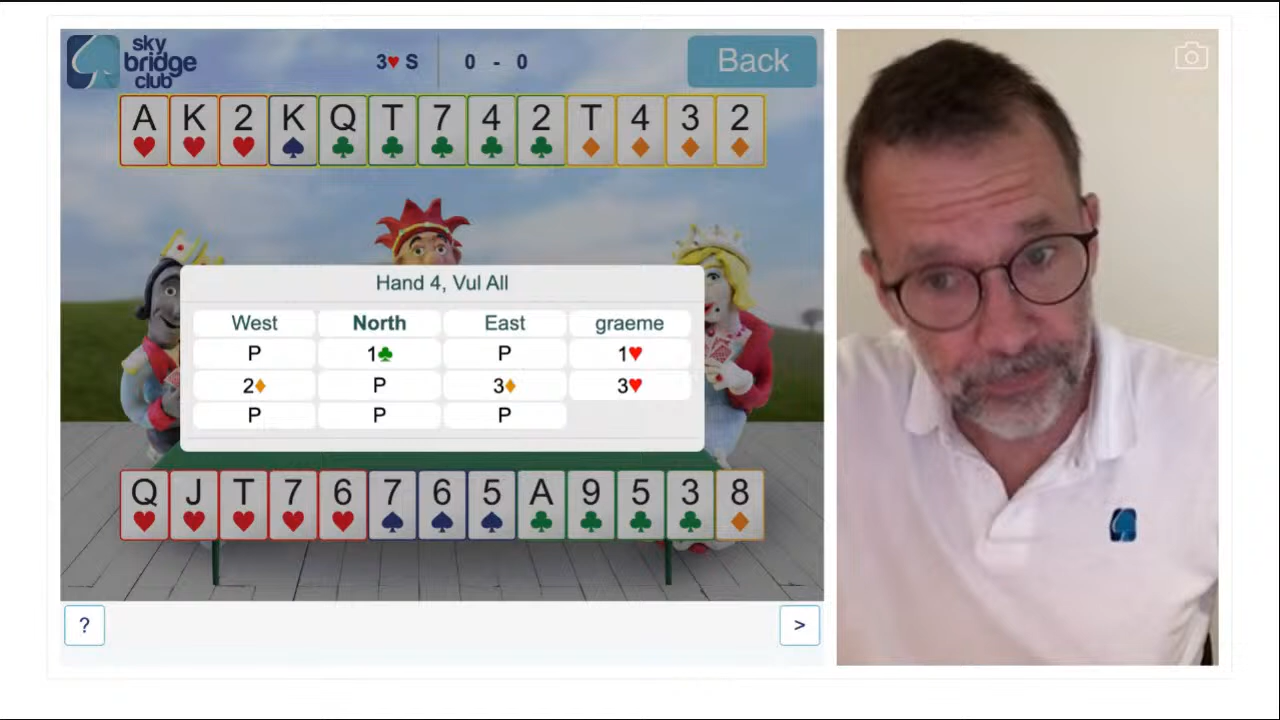 sky
bridge
club
3♥ S 0 - 0
Back
A K 2 K Q T 7 4 2 T 4 3 2
♥ ♥ ♥ ♠ ♣ ♣ ♣ ♣ ♣ ♦ ♦ ♦ ♦
Hand 4, Vul All
West North East graeme
P 1♣ P 1♥
2♦ P 3♦ 3♥
P P P
Q J T 7 6 7 6 5 A 9 5 3 8
♥ ♥ ♥ ♥ ♥ ♠ ♠ ♠ ♣ ♣ ♣ ♣ ♦
? >